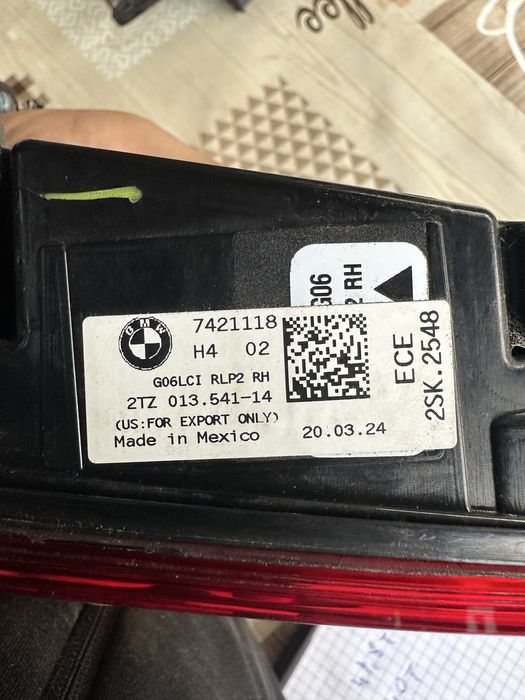 G06
2 RH
BMW
7421118
H4 02
G06LCI RLP2 RH
2TZ 013.541-14
(US:FOR EXPORT ONLY)
Made in Mexico
20.03.24
ECE
2SK.2548